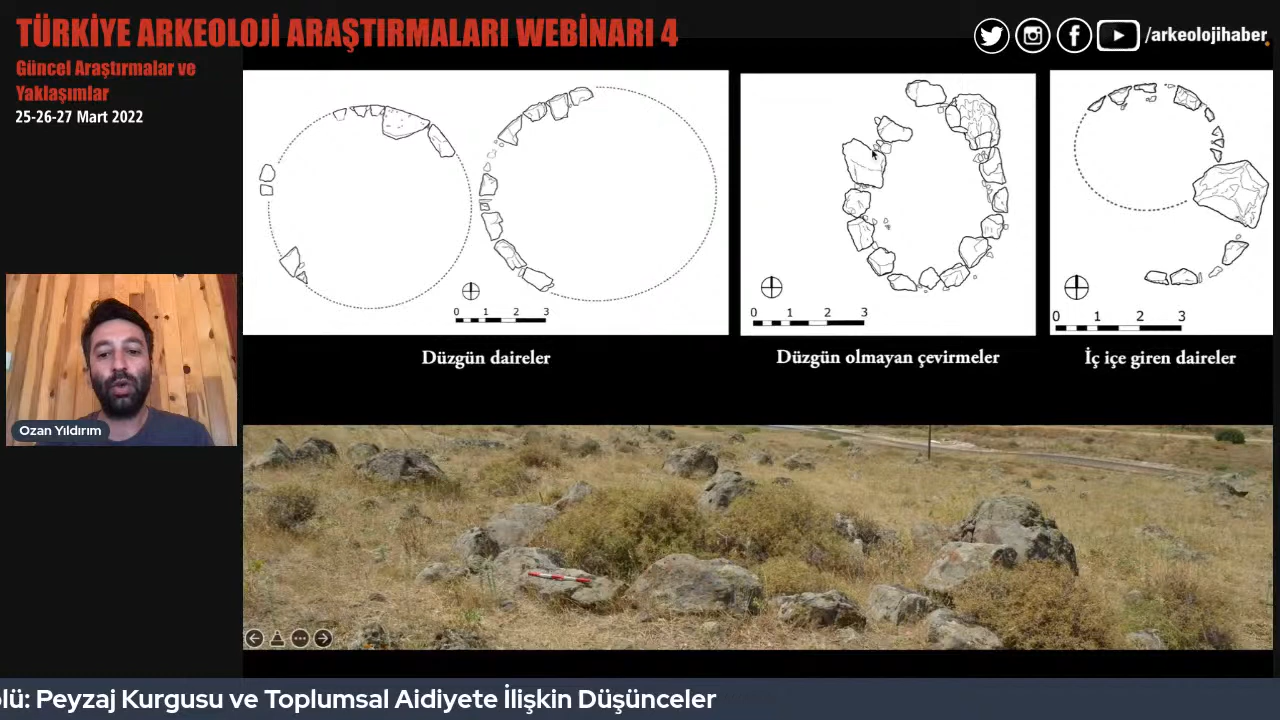 TÜRKİYE ARKEOLOJİ ARAŞTIRMALARI WEBİNARI 4
/arkeolojihaber
Güncel Araştırmalar ve
Yaklaşımlar
25-26-27 Mart 2022
0 1 2 3
0 1 2 3
0 1 2 3
Düzgün daireler
Düzgün olmayan çevirmeler
İç içe giren daireler
Ozan Yıldırım
lü: Peyzaj Kurgusu ve Toplumsal Aidiyete İlişkin Düşünceler